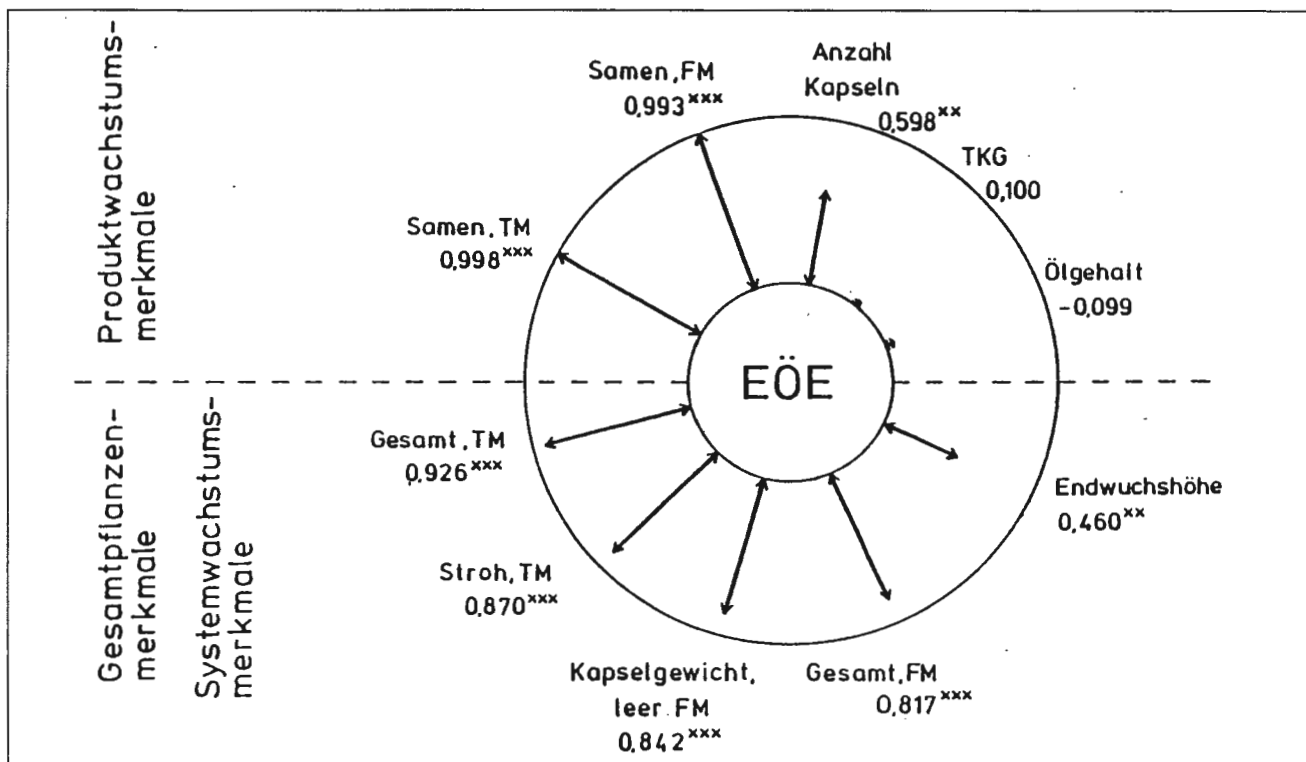 Produktwachstums-
merkmale
Gesamtpflanzen-
merkmale
Systemwachstums-
merkmale
Samen, FM
0,993xxx
Anzahl
Kapseln
0,598xx
TKG
0,100
Ölgehalt
-0,099
Samen, TM
0,998xxx
EÖE
Gesamt, TM
0,926xxx
Endwuchshöhe
0,460xx
Stroh, TM
0,870xxx
Kapselgewicht,
leer FM
0,842xxx
Gesamt, FM
0,817xxx